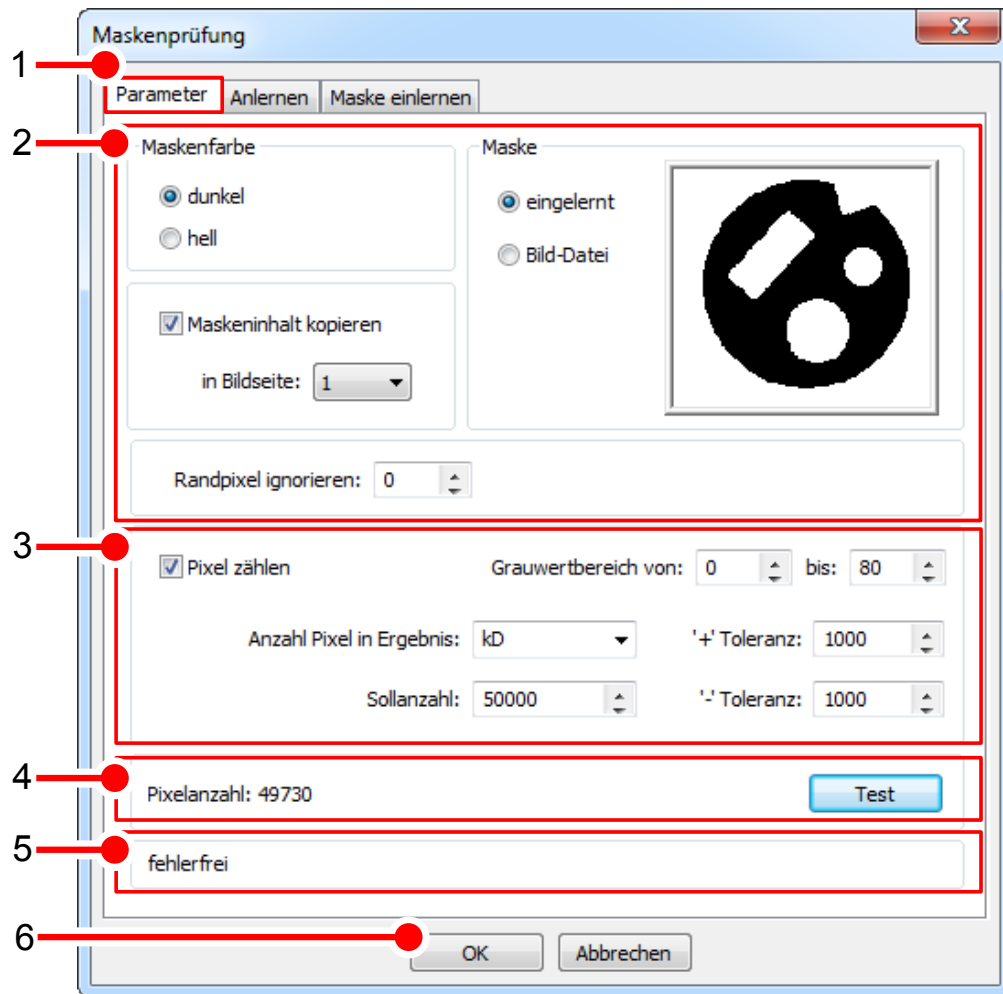 Maskenprüfung
1
Parameter Anlernen Maske einlernen
2
Maskenfarbe
dunkel
hell
Maskeninhalt kopieren
in Bildseite: 1
Maske
eingelernt
Bild-Datei
Randpixel ignorieren: 0
3
Pixel zählen Grauwertbereich von: 0 bis: 80
Anzahl Pixel in Ergebnis: kD '+' Toleranz: 1000
Sollanzahl: 50000 '-' Toleranz: 1000
4
Pixelanzahl: 49730 Test
5
fehlerfrei
6
OK Abbrechen